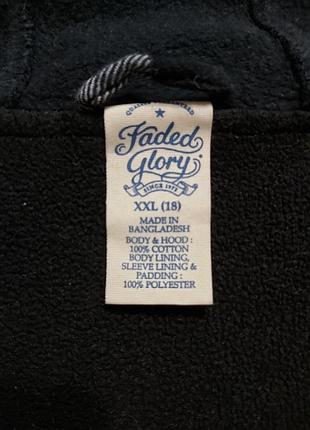 QUALITY GUARANTEED
Faded
Glory®
SINCE 1972
XXL (18)
MADE IN
BANGLADESH
BODY & HOOD :
100% COTTON
BODY LINING,
SLEEVE LINING &
PADDING :
100% POLYESTER